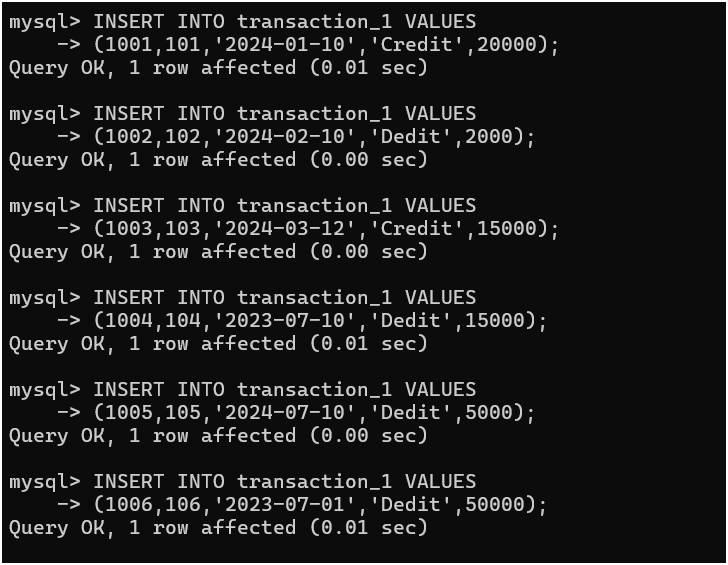 mysql> INSERT INTO transaction_1 VALUES
    -> (1001,101,'2024-01-10','Credit',20000);
Query OK, 1 row affected (0.01 sec)

mysql> INSERT INTO transaction_1 VALUES
    -> (1002,102,'2024-02-10','Dedit',2000);
Query OK, 1 row affected (0.00 sec)

mysql> INSERT INTO transaction_1 VALUES
    -> (1003,103,'2024-03-12','Credit',15000);
Query OK, 1 row affected (0.00 sec)

mysql> INSERT INTO transaction_1 VALUES
    -> (1004,104,'2023-07-10','Dedit',15000);
Query OK, 1 row affected (0.01 sec)

mysql> INSERT INTO transaction_1 VALUES
    -> (1005,105,'2024-07-10','Dedit',5000);
Query OK, 1 row affected (0.00 sec)

mysql> INSERT INTO transaction_1 VALUES
    -> (1006,106,'2023-07-01','Dedit',50000);
Query OK, 1 row affected (0.01 sec)